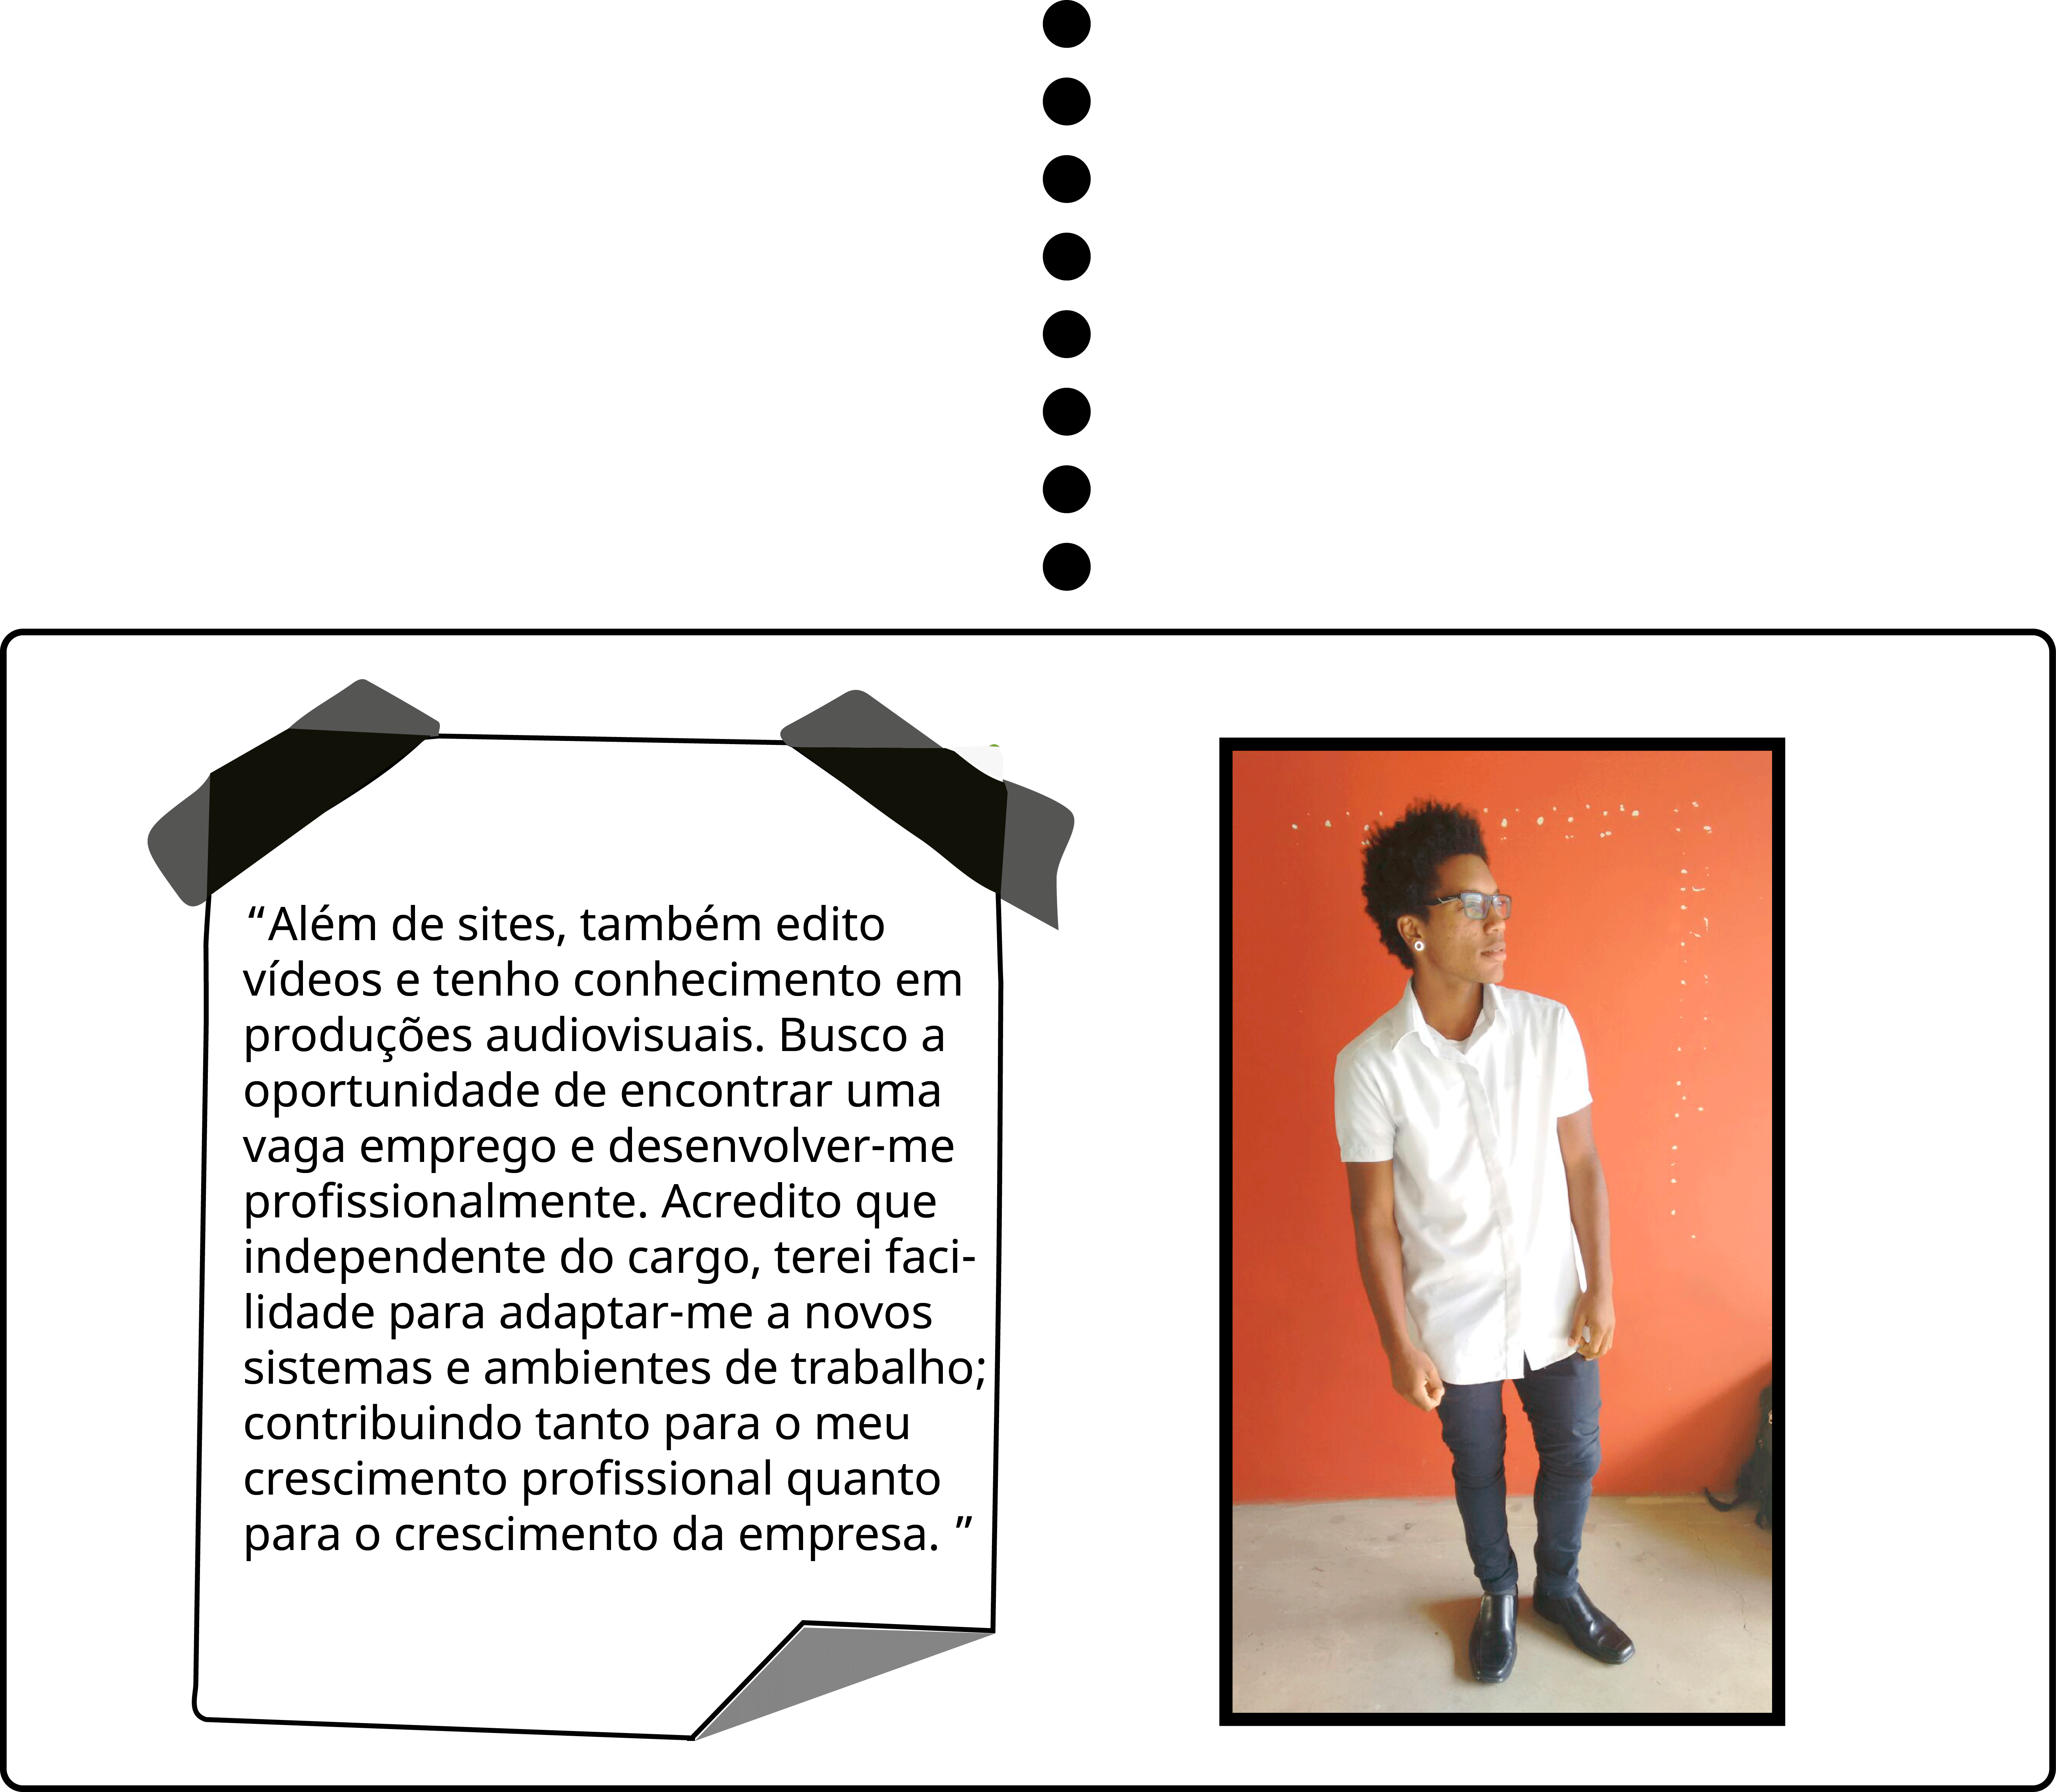 “Além de sites, também edito
vídeos e tenho conhecimento em
produções audiovisuais. Busco a
oportunidade de encontrar uma
vaga emprego e desenvolver-me
profissionalmente. Acredito que
independente do cargo, terei faci-
lidade para adaptar-me a novos
sistemas e ambientes de trabalho;
contribuindo tanto para o meu
crescimento profissional quanto
para o crescimento da empresa. ”